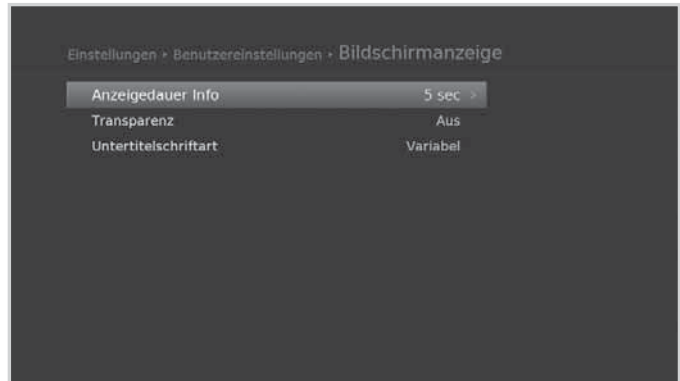 Einstellungen • Benutzereinstellungen • Bildschirmanzeige
Anzeigedauer Info 5 sec >
Transparenz Aus
Untertitelschriftart Variabel